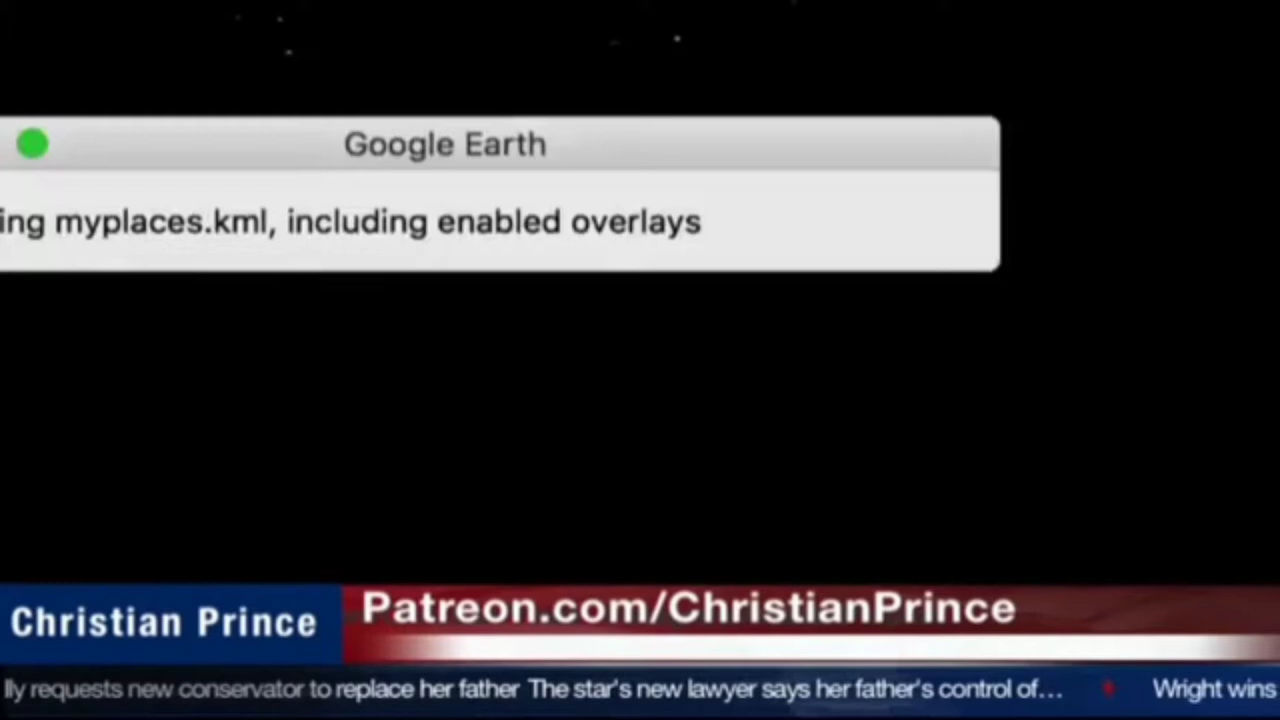 Google Earth
ing myplaces.kml, including enabled overlays
Christian Prince
Patreon.com/ChristianPrince
lly requests new conservator to replace her father The star's new lawyer says her father's control of… Wright wins